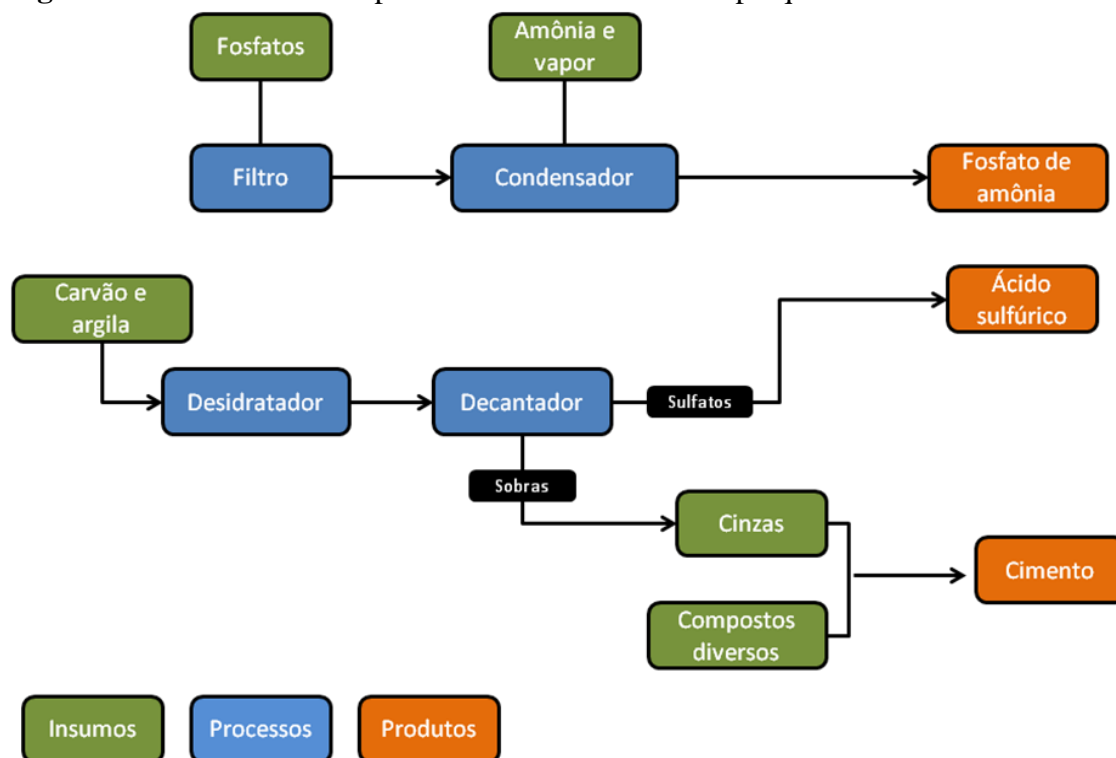 Fosfatos
Amônia e
vapor
Filtro
Condensador
Fosfato de
amônia
Carvão e
argila
Ácido
sulfúrico
Desidratador
Decantador
Sulfatos
Sobras
Cinzas
Cimento
Compostos
diversos
Insumos
Processos
Produtos